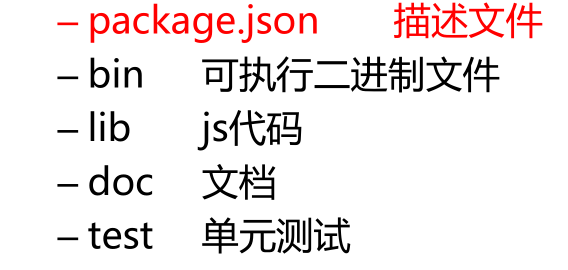 – package.json 描述文件
– bin 可执行二进制文件
– lib js代码
– doc 文档
– test 单元测试